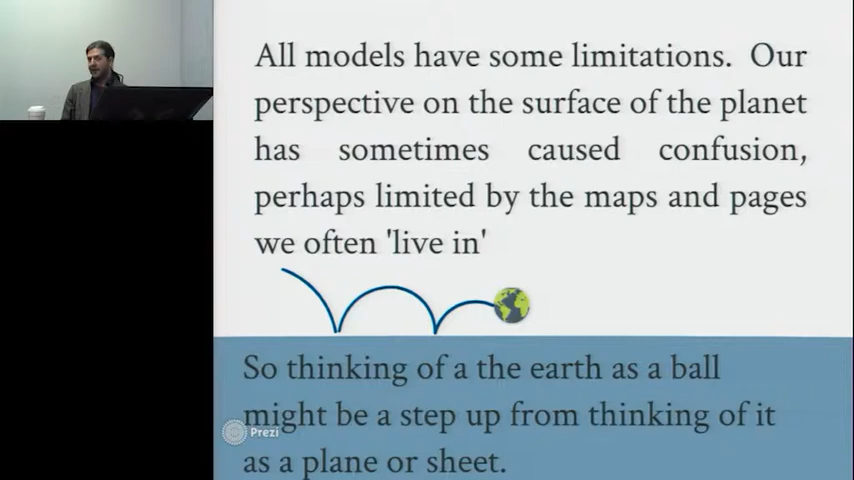 All models have some limitations. Our
perspective on the surface of the planet
has sometimes caused confusion,
perhaps limited by the maps and pages
we often 'live in'
So thinking of a the earth as a ball
might be a step up from thinking of it
Prezi
as a plane or sheet.